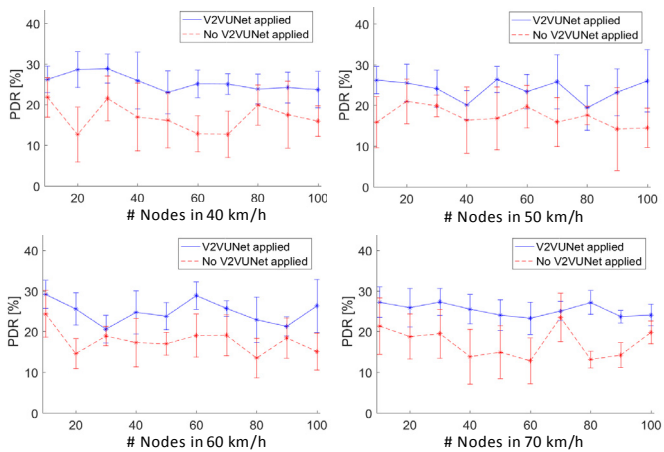 V2VUNet applied
No V2VUNet applied
PDR [%]
40
30
20
10
0
20 40 60 80 100
# Nodes in 40 km/h
V2VUNet applied
No V2VUNet applied
PDR [%]
40
30
20
10
0
20 40 60 80 100
# Nodes in 50 km/h
V2VUNet applied
No V2VUNet applied
PDR [%]
40
30
20
10
0
20 40 60 80 100
# Nodes in 60 km/h
V2VUNet applied
No V2VUNet applied
PDR [%]
40
30
20
10
0
20 40 60 80 100
# Nodes in 70 km/h